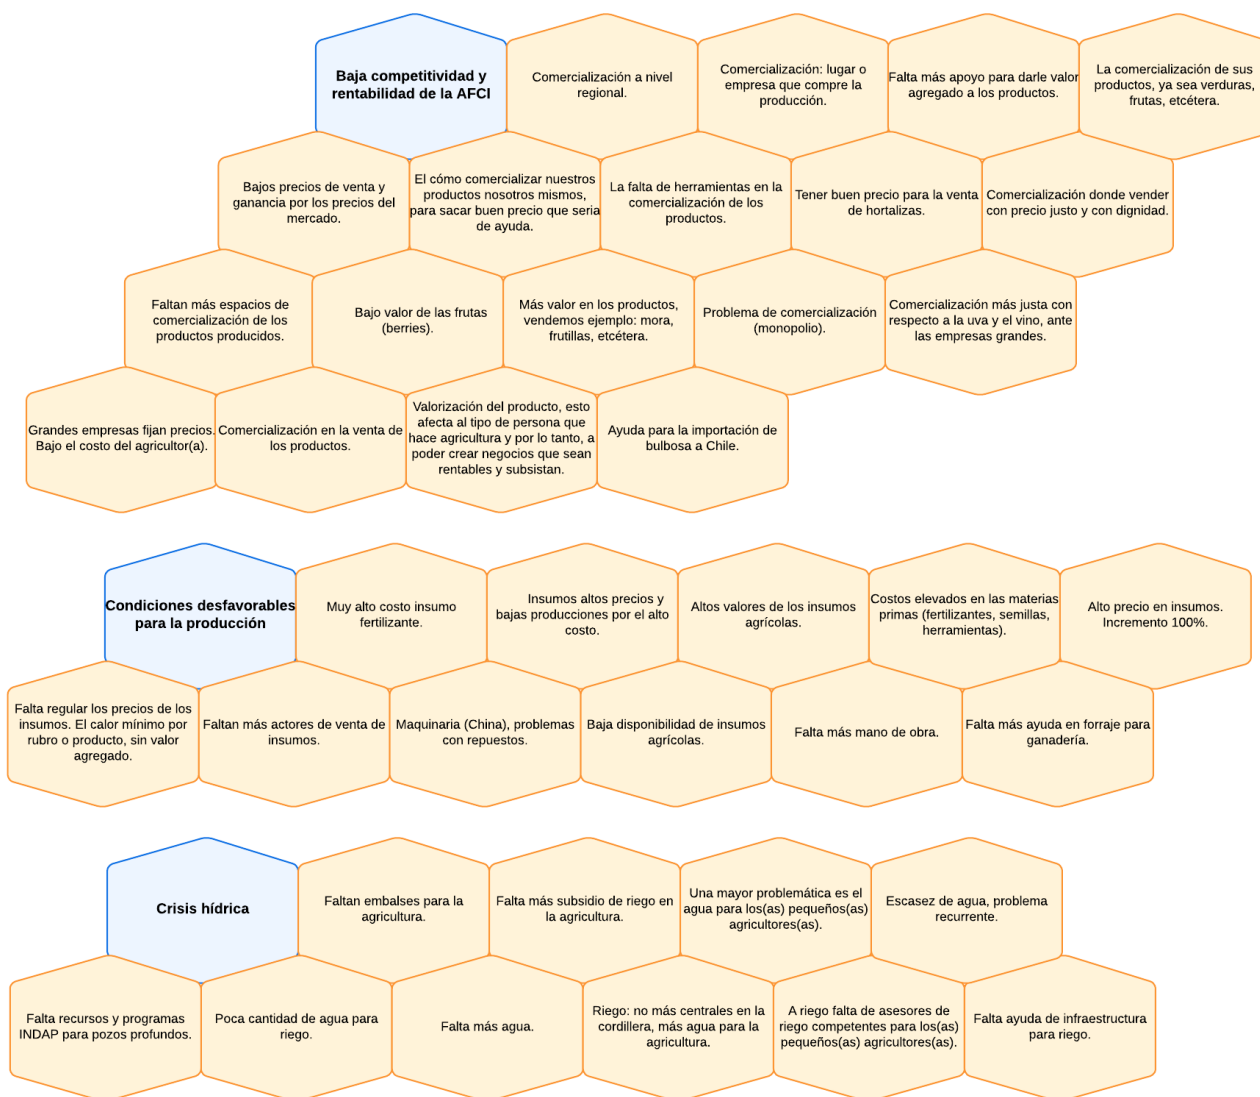 Baja competitividad y
rentabilidad de la AFCI
Comercialización a nivel
regional.
Comercialización: lugar o
empresa que compre la
producción.
Falta más apoyo para darle valor
agregado a los productos.
La comercialización de sus
productos, ya sea verduras,
frutas, etcétera.
Bajos precios de venta y
ganancia por los precios del
mercado.
El cómo comercializar nuestros
productos nosotros mismos,
para sacar buen precio que seria
de ayuda.
La falta de herramientas en la
comercialización de los
productos.
Tener buen precio para la venta
de hortalizas.
Comercialización donde vender
con precio justo y con dignidad.
Faltan más espacios de
comercialización de los
productos producidos.
Bajo valor de las frutas
(berries).
Más valor en los productos,
vendemos ejemplo: mora,
frutillas, etcétera.
Problema de comercialización
(monopolio).
Comercialización más justa con
respecto a la uva y el vino, ante
las empresas grandes.
Grandes empresas fijan precios.
Bajo el costo del agricultor(a).
Comercialización en la venta de
los productos.
Valorización del producto, esto
afecta al tipo de persona que
hace agricultura y por lo tanto, a
poder crear negocios que sean
rentables y subsistan.
Ayuda para la importación de
bulbosa a Chile.
Condiciones desfavorables
para la producción
Muy alto costo insumo
fertilizante.
Insumos altos precios y
bajas producciones por el alto
costo.
Altos valores de los insumos
agrícolas.
Costos elevados en las materias
primas (fertilizantes, semillas,
herramientas).
Alto precio en insumos.
Incremento 100%.
Falta regular los precios de los
insumos. El calor mínimo por
rubro o producto, sin valor
agregado.
Faltan más actores de venta de
insumos.
Maquinaria (China), problemas
con repuestos.
Baja disponibilidad de insumos
agrícolas.
Falta más mano de obra.
Falta más ayuda en forraje para
ganadería.
Crisis hídrica
Faltan embalses para la
agricultura.
Falta más subsidio de riego en
la agricultura.
Una mayor problemática es el
agua para los(as) pequeños(as)
agricultores(as).
Escasez de agua, problema
recurrente.
Falta recursos y programas
INDAP para pozos profundos.
Poca cantidad de agua para
riego.
Falta más agua.
Riego: no más centrales en la
cordillera, más agua para la
agricultura.
A riego falta de asesores de
riego competentes para los(as)
pequeños(as) agricultores(as).
Falta ayuda de infraestructura
para riego.